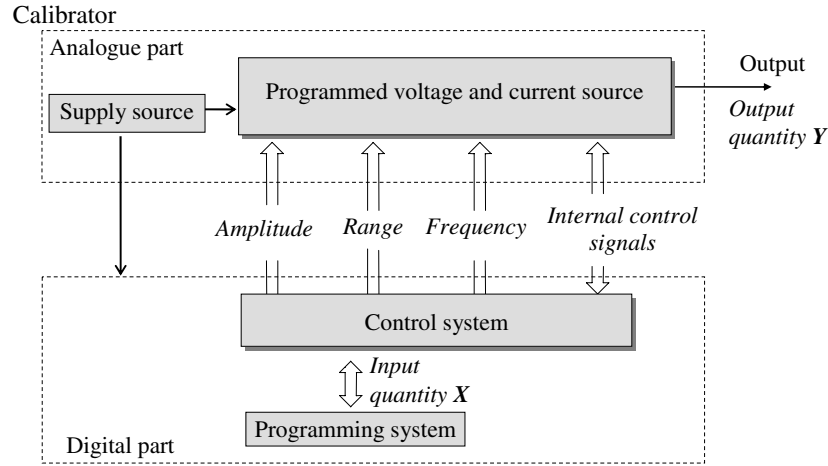 Calibrator
Analogue part
Supply source
Programmed voltage and current source
Output
Output
quantity Y
Amplitude
Range
Frequency
Internal control
signals
Control system
Input
quantity X
Programming system
Digital part